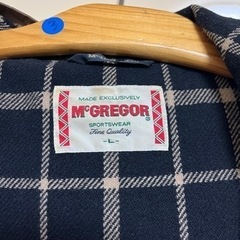 MADE EXCLUSIVELY
McGREGOR®
SPORTSWEAR
Fine Quality
-L-